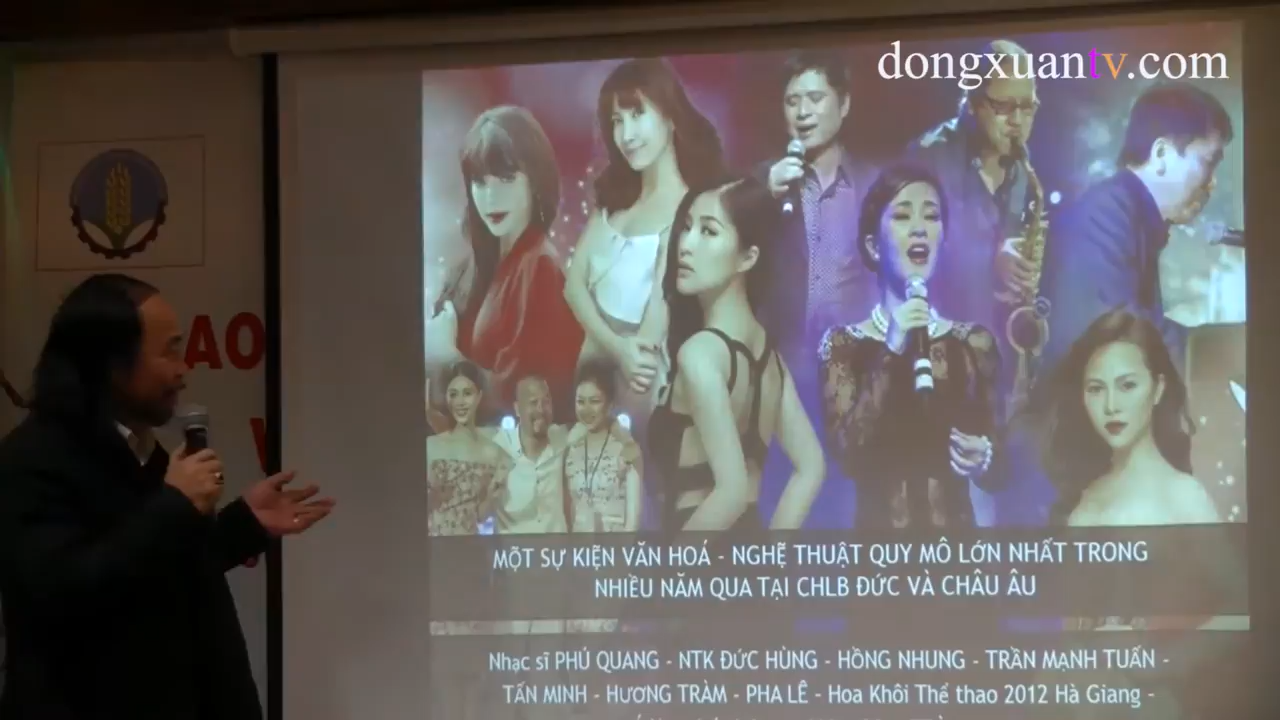 dongxuantv.com
AO
V
MỘT SỰ KIỆN VĂN HOÁ - NGHỆ THUẬT QUY MÔ LỚN NHẤT TRONG
NHIỀU NĂM QUA TẠI CHLB ĐỨC VÀ CHÂU ÂU
Nhạc sĩ PHÚ QUANG - NTK ĐỨC HÙNG - HỒNG NHUNG - TRẦN MẠNH TUẤN -
TẤN MINH - HƯƠNG TRÀM - PHA LÊ - Hoa Khôi Thể thao 2012 Hà Giang -